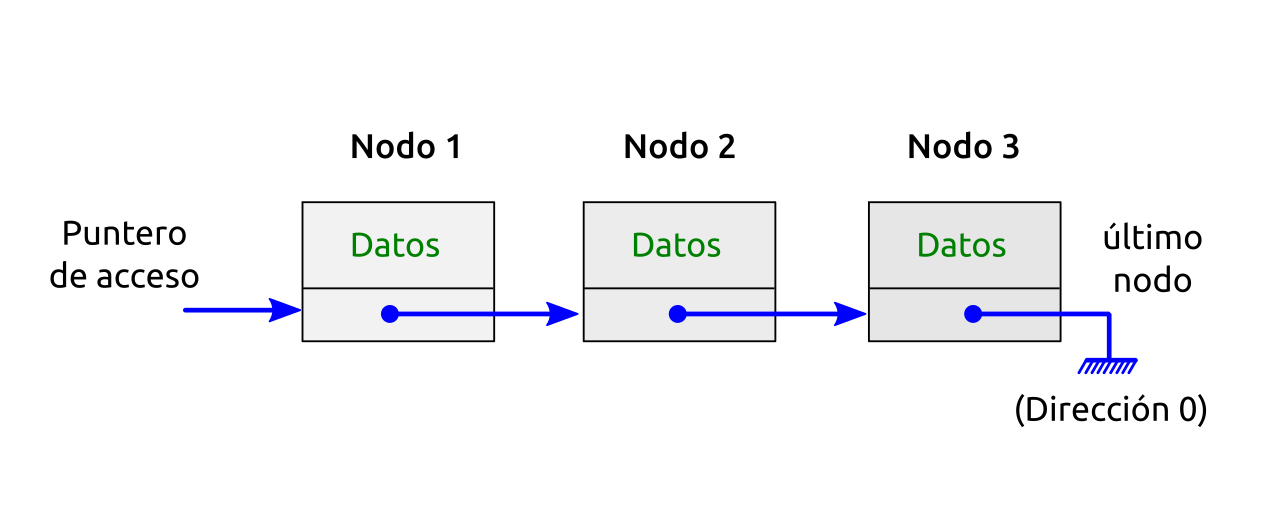 Nodo 1
Nodo 2
Nodo 3
Puntero
de acceso
Datos
Datos
Datos
último
nodo
(Dirección 0)